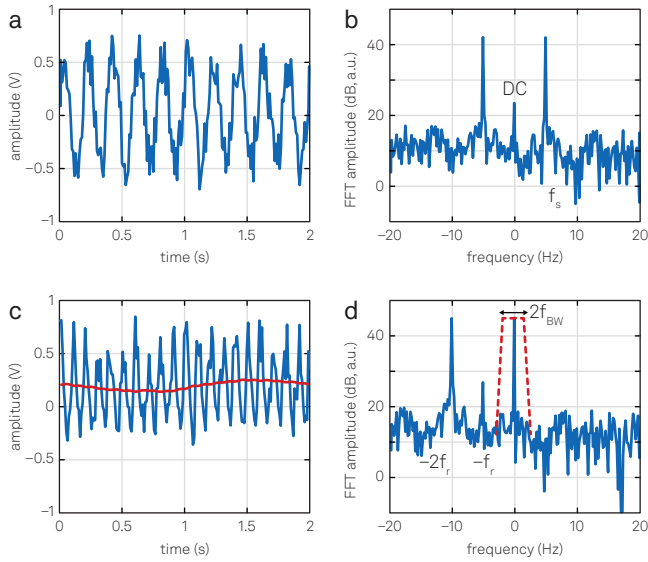 a
amplitude (V)
1
0.5
0
−0.5
−1
0
0.5
1
1.5
2
time (s)
b
FFT amplitude (dB, a.u.)
40
20
0
DC
f_s
−20
−10
0
10
20
frequency (Hz)
c
amplitude (V)
1
0.5
0
−0.5
−1
0
0.5
1
1.5
2
time (s)
d
FFT amplitude (dB, a.u.)
40
20
0
2f_BW
−2f_r
−f_r
−20
−10
0
10
20
frequency (Hz)